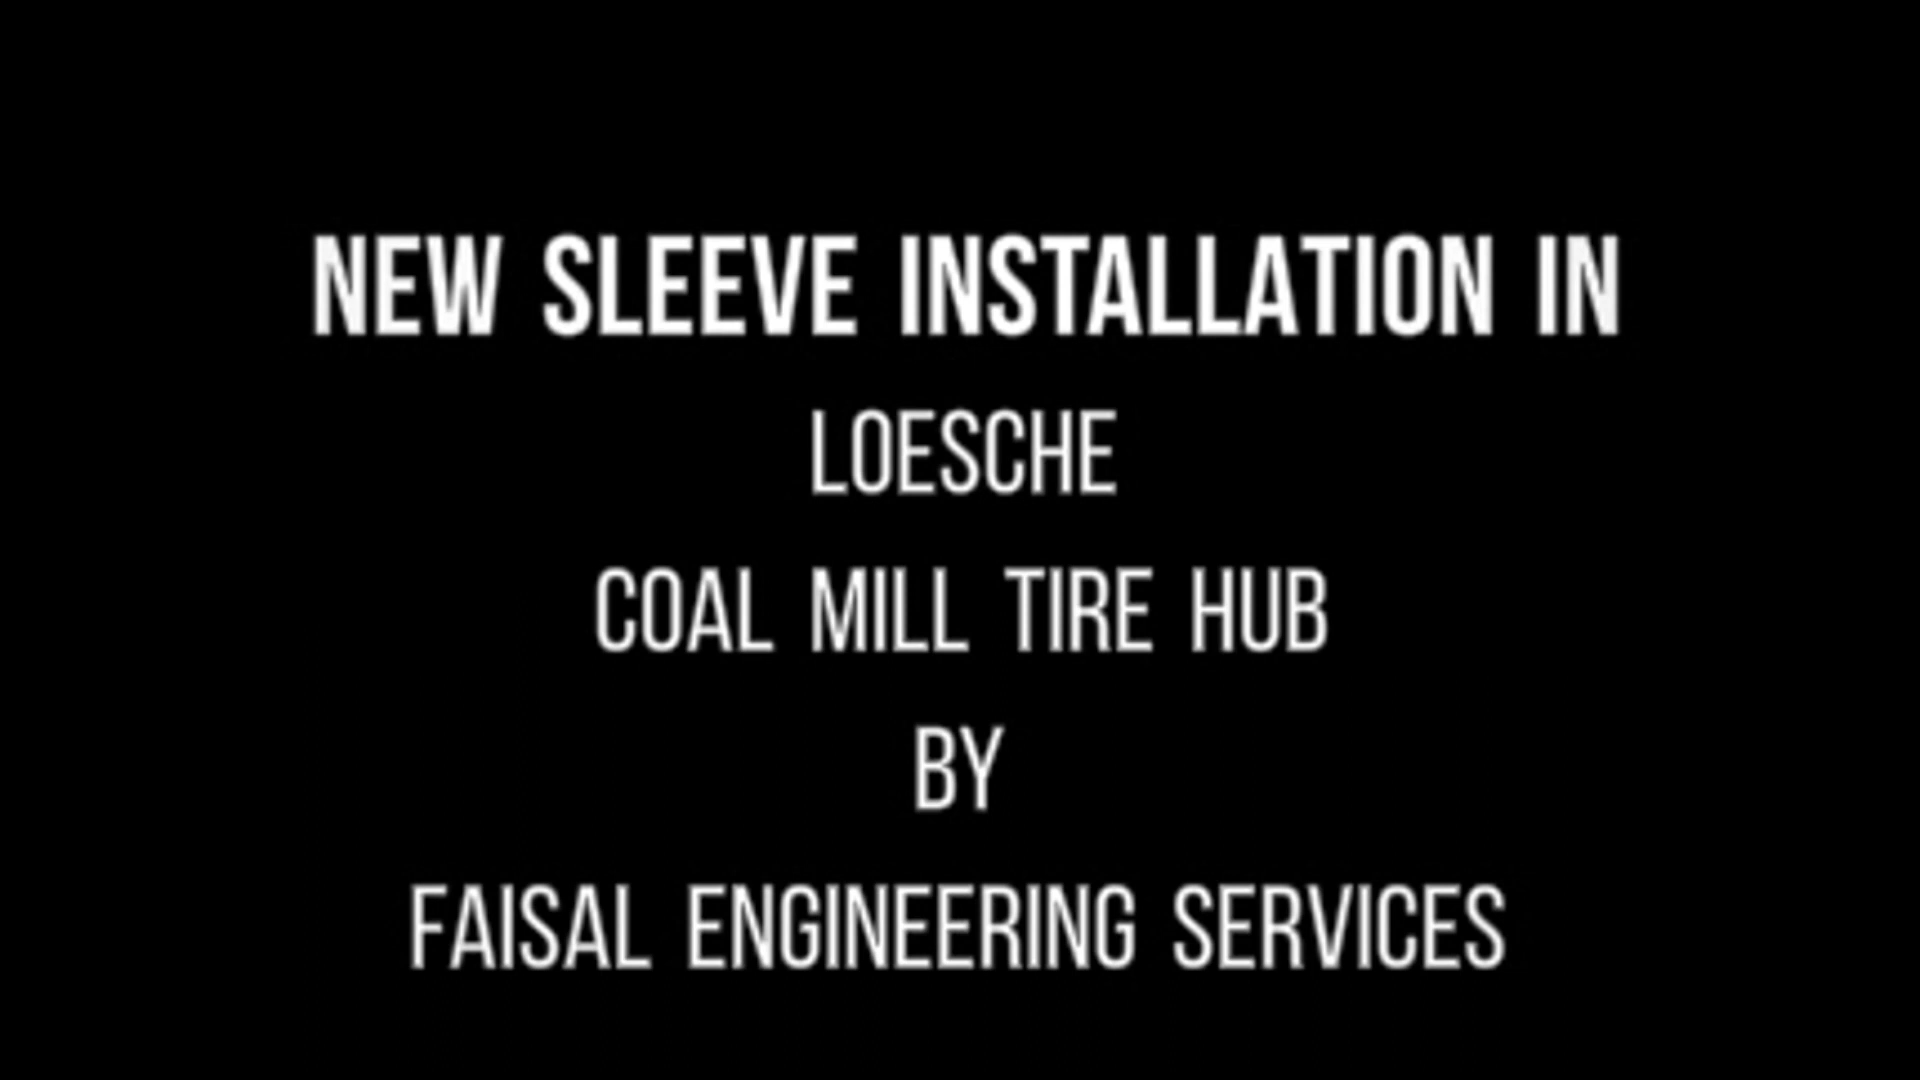 NEW SLEEVE INSTALLATION IN
LOESCHE
COAL MILL TIRE HUB
BY
FAISAL ENGINEERING SERVICES